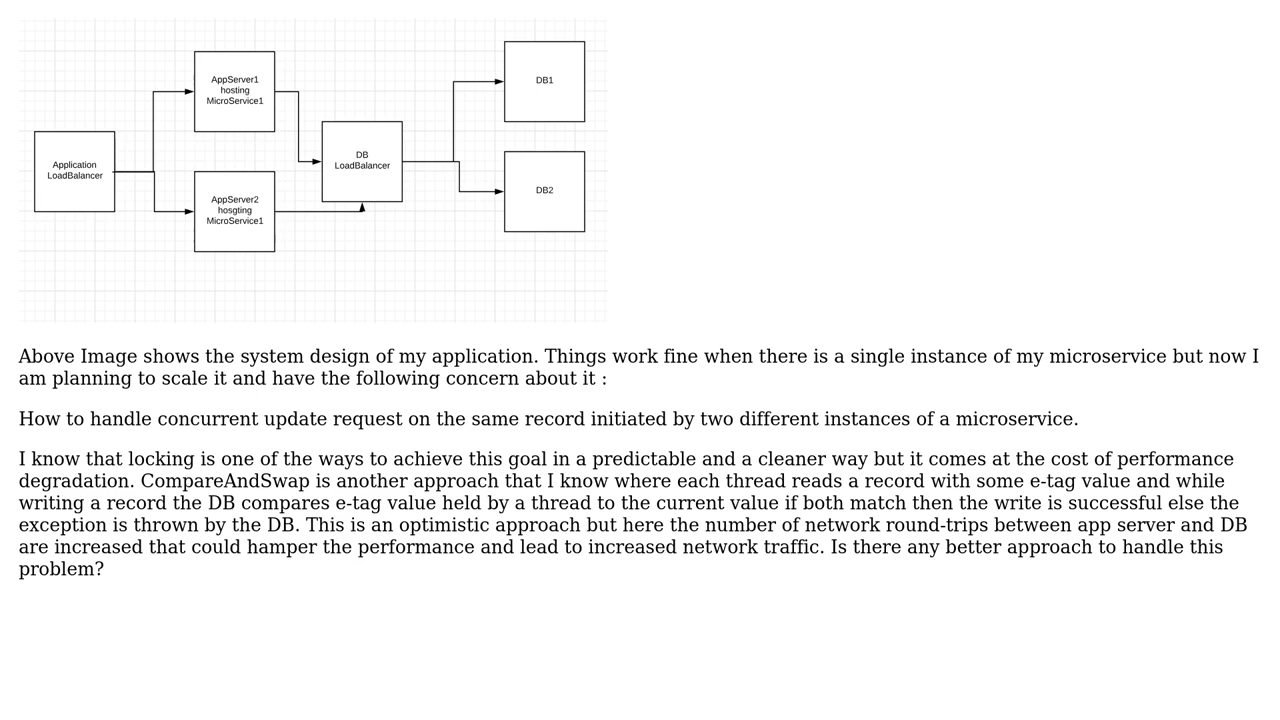 AppServer1
hosting
MicroService1
DB1
Application
LoadBalancer
DB
LoadBalancer
AppServer2
hosgting
MicroService1
DB2
Above Image shows the system design of my application. Things work fine when there is a single instance of my microservice but now I
am planning to scale it and have the following concern about it :
How to handle concurrent update request on the same record initiated by two different instances of a microservice.
I know that locking is one of the ways to achieve this goal in a predictable and a cleaner way but it comes at the cost of performance
degradation. CompareAndSwap is another approach that I know where each thread reads a record with some e-tag value and while
writing a record the DB compares e-tag value held by a thread to the current value if both match then the write is successful else the
exception is thrown by the DB. This is an optimistic approach but here the number of network round-trips between app server and DB
are increased that could hamper the performance and lead to increased network traffic. Is there any better approach to handle this
problem?